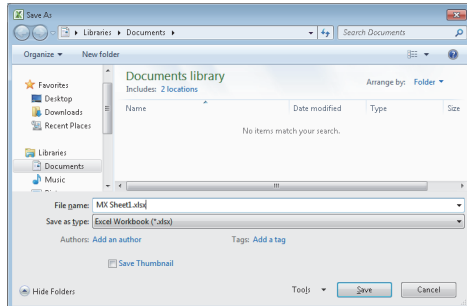 Save As
Libraries Documents Search Documents
Organize New folder
Favorites
Desktop
Downloads
Recent Places
Libraries
Documents
Music
Documents library
Includes: 2 locations
Arrange by: Folder
Name Date modified Type Size
No items match your search.
File name: MX Sheet1.xlsx
Save as type: Excel Workbook (*.xlsx)
Authors: Add an author Tags: Add a tag
Save Thumbnail
Hide Folders Tools Save Cancel